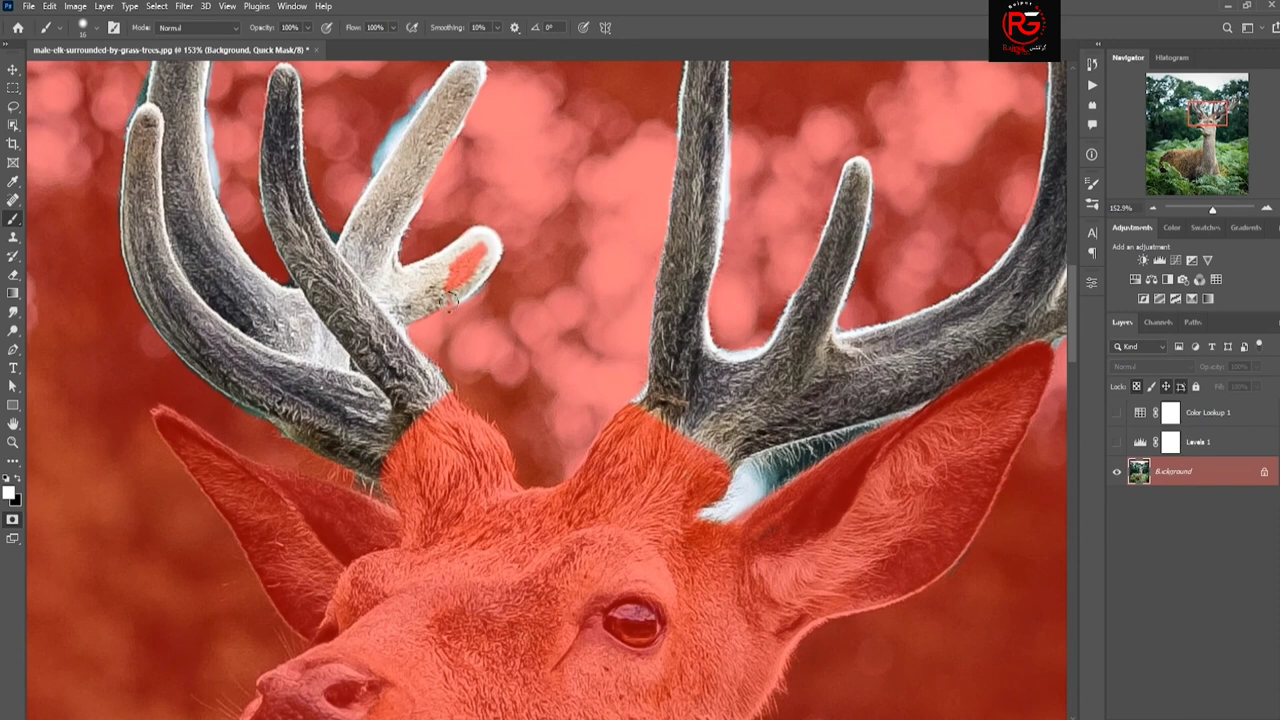 Ps File Edit Image Layer Type Select Filter 3D View Plugins Window Help
16 Mode: Normal Opacity: 100% Flow: 100% Smoothing: 10% 0°
RG
male-elk-surrounded-by-grass-trees.jpg @ 153% (Background, Quick Mask/8) * ×
Navigator Histogram
152.9%
Adjustments Color Swatches Gradients
Add an adjustment
Layers Channels Paths
Kind
Normal Opacity: 100%
Lock: Fill: 100%
Color Lookup 1
Levels 1
Background